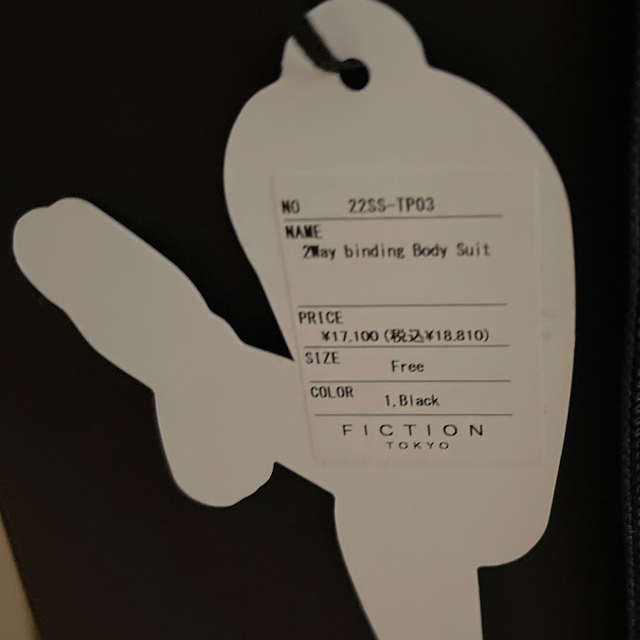 NO 22SS-TP03
NAME
2Way binding Body Suit
PRICE
¥17,100 (税込¥18,810)
SIZE Free
COLOR 1,Black
FICTION
TOKYO